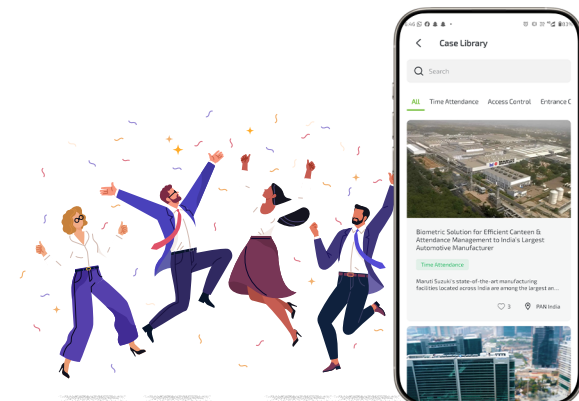 Case Library
Search
All Time Attendance Access Control Entrance C
Biometric Solution for Efficient Canteen &
Attendance Management to India's Largest
Automotive Manufacturer
Time Attendance
Maruti Suzuki's state-of-the-art manufacturing
facilities located across India are among the largest an...
3 PAN India